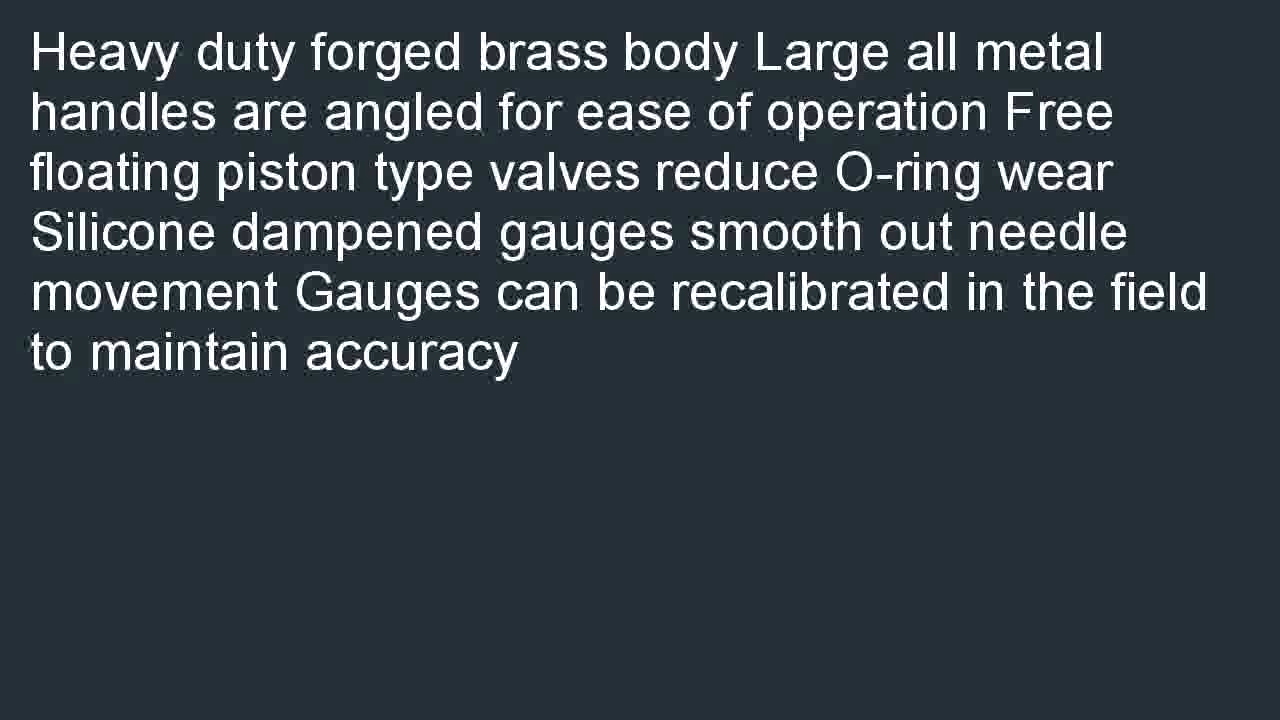 Heavy duty forged brass body Large all metal
handles are angled for ease of operation Free
floating piston type valves reduce O-ring wear
Silicone dampened gauges smooth out needle
movement Gauges can be recalibrated in the field
to maintain accuracy